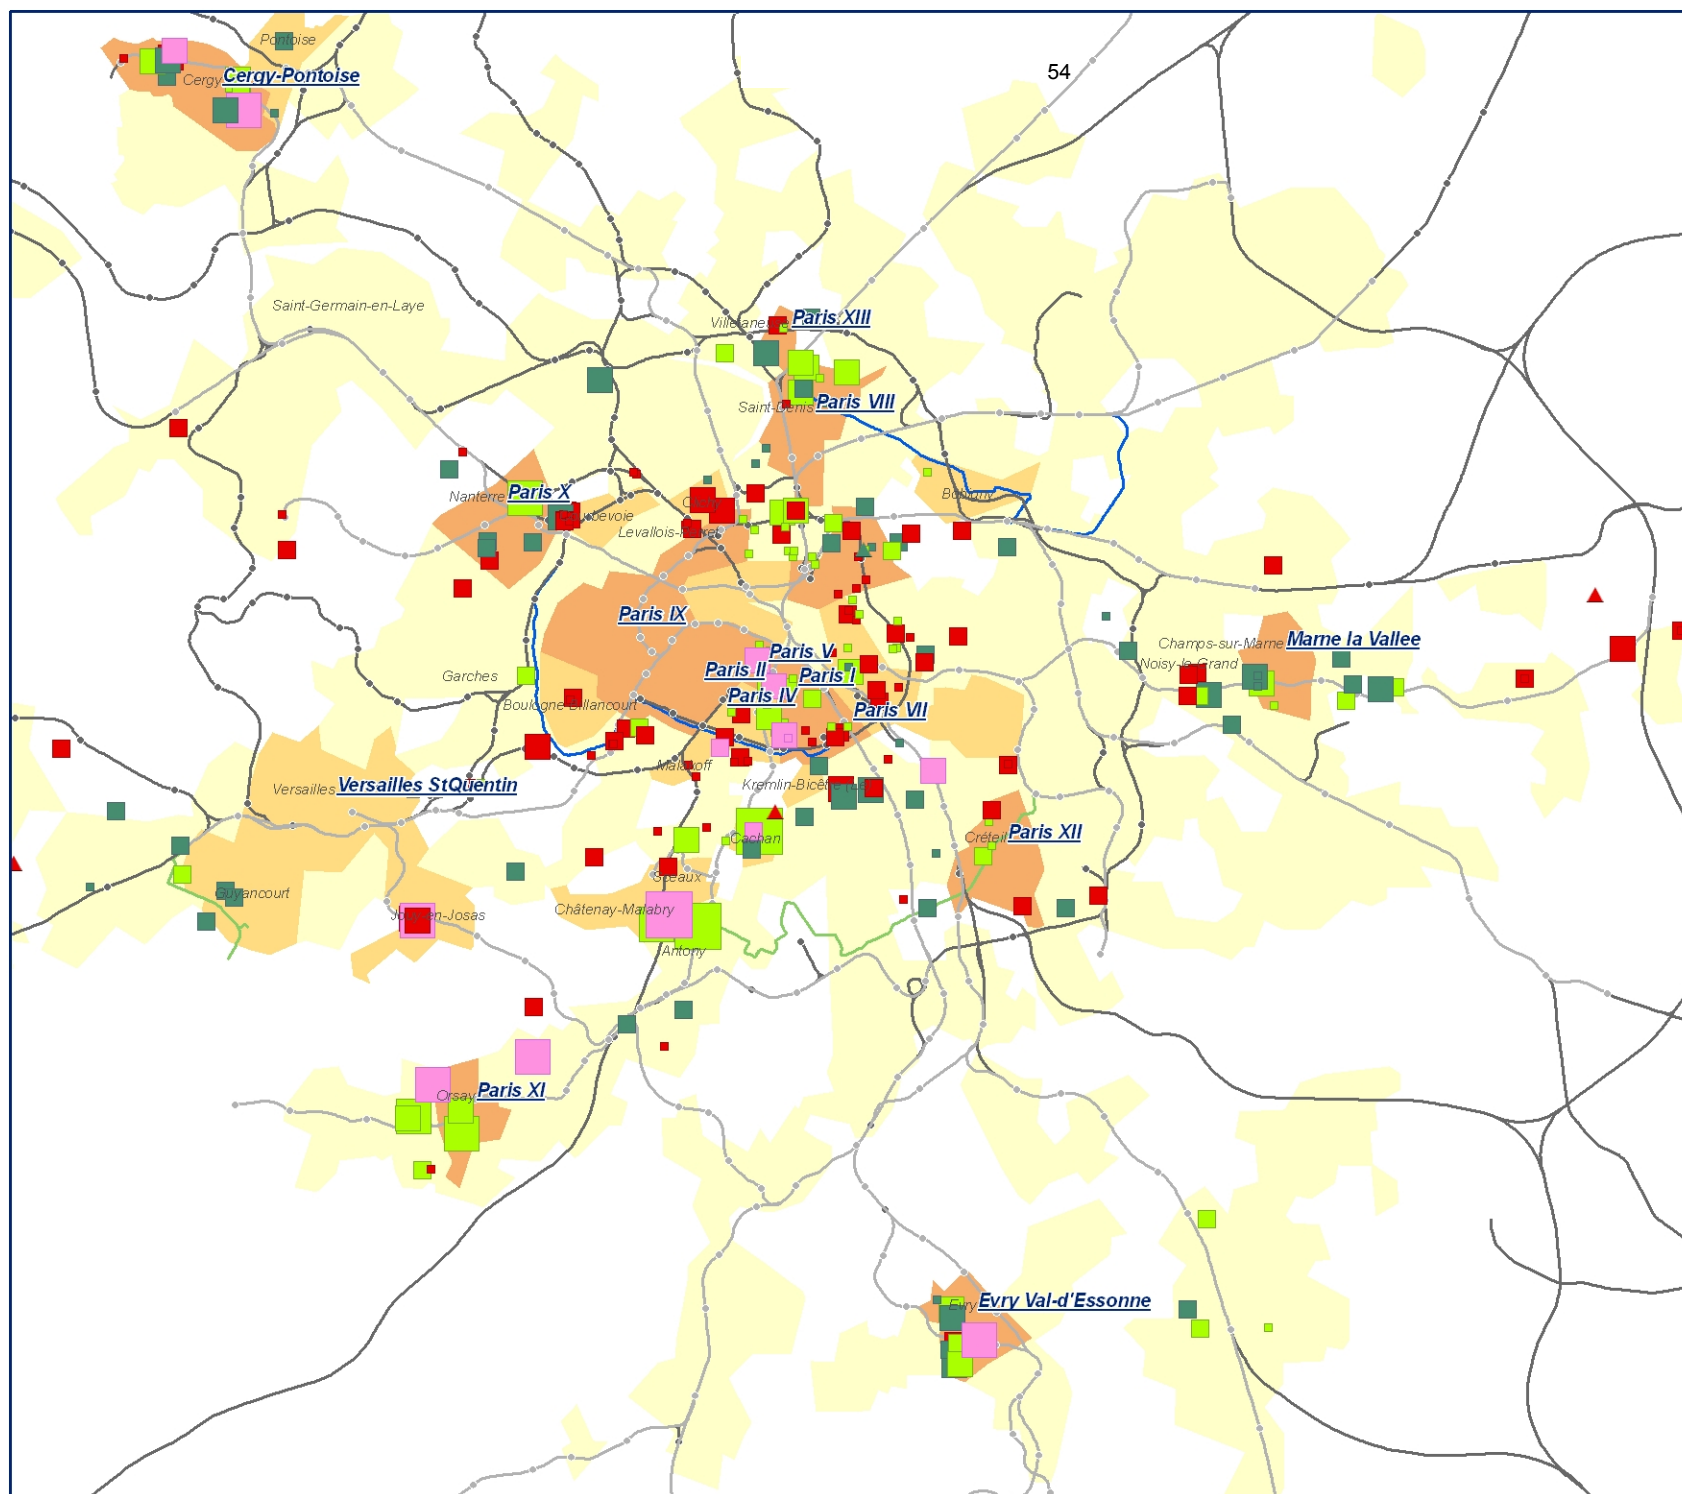 Pontoise
54
Cergy
Cergy-Pontoise
Saint-Germain-en-Laye
Paris XIII
Saint-Denis
Paris VIII
Nanterre
Paris X
Bobigny
Courbevoie
Levallois-Perret
Paris IX
Champs-sur-Marne
Marne la Vallee
Noisy-le-Grand
Paris V
Paris II
Paris I
Garches
Paris IV
Boulogne-Billancourt
Paris VII
Malakoff
Versailles
Versailles StQuentin
Kremlin-Bicêtre (Le)
Cachan
Créteil
Paris XII
Sceaux
Guyancourt
Châtenay-Malabry
Jouy-en-Josas
Antony
Orsay
Paris XI
Evry
Evry Val-d'Essonne